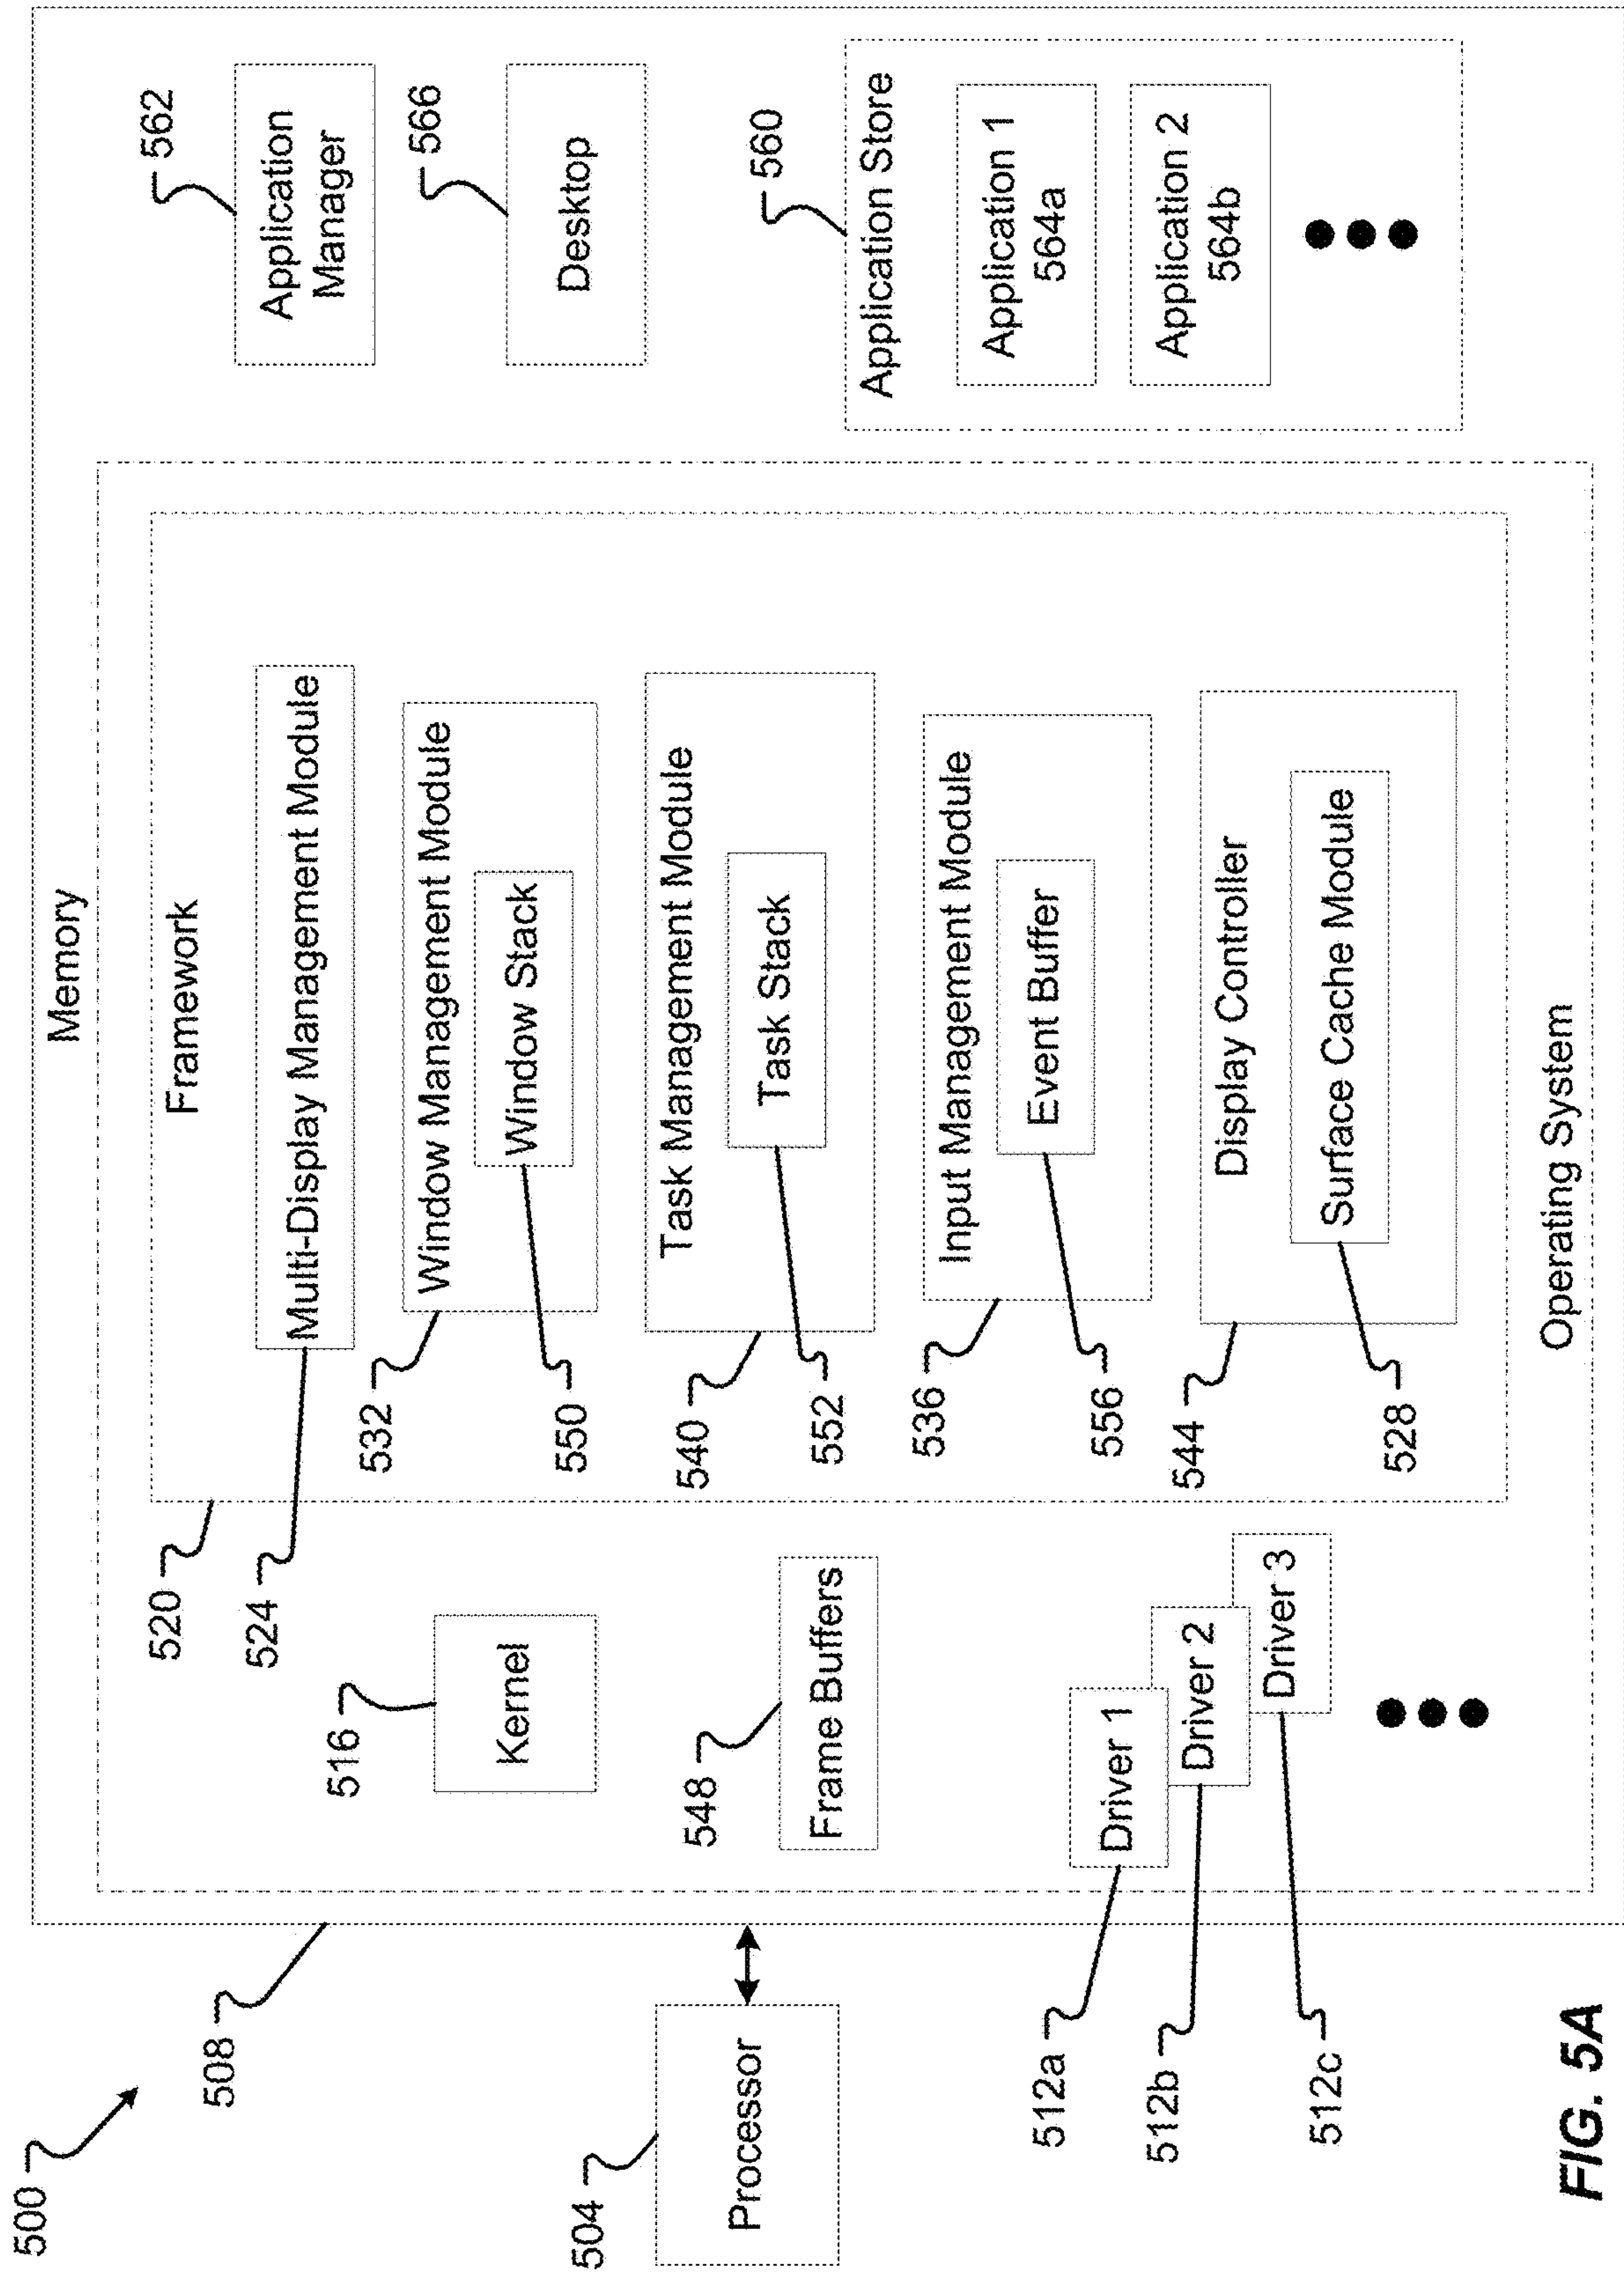 500
508
Memory
504
Processor
520
Framework
524
Multi-Display Management Module
516
Kernel
532
Window Management Module
550
Window Stack
548
Frame Buffers
540
Task Management Module
552
Task Stack
536
Input Management Module
556
Event Buffer
512a
Driver 1
512b
Driver 2
512c
Driver 3
544
Display Controller
528
Surface Cache Module
Operating System
562
Application
Manager
566
Desktop
560
Application Store
Application 1
564a
Application 2
564b
FIG. 5A